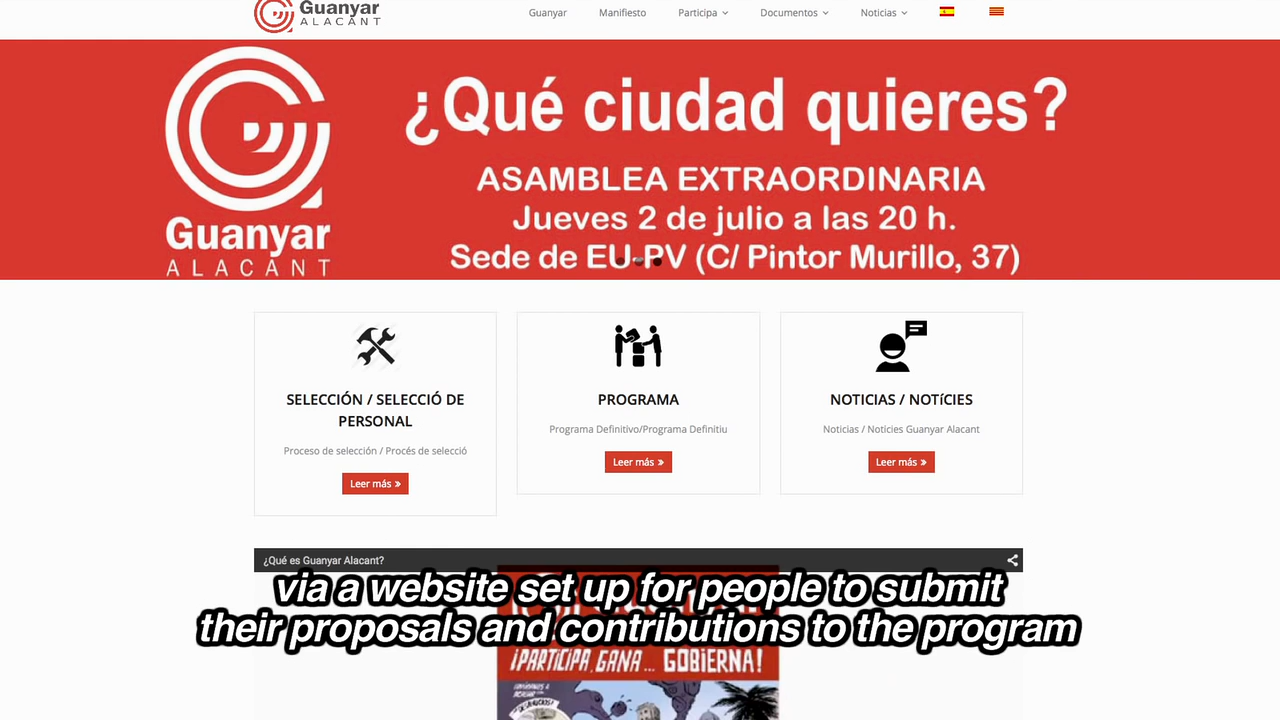 Guanyar
ALACANT
Guanyar
Manifiesto
Participa
Documentos
Noticias
¿Qué ciudad quieres?
ASAMBLEA EXTRAORDINARIA
Jueves 2 de julio a las 20 h.
Sede de EU-PV (C/ Pintor Murillo, 37)
Guanyar
ALACANT
SELECCIÓN / SELECCIÓ DE
PERSONAL
Proceso de selección / Procés de selecció
Leer más »
PROGRAMA
Programa Definitivo/Programa Definitiu
Leer más »
NOTICIAS / NOTíCIES
Noticias / Noticies Guanyar Alacant
Leer más »
¿Qué es Guanyar Alacant?
via a website set up for people to submit
their proposals and contributions to the program
¡PARTICIPA, GANA... GOBIERNA!